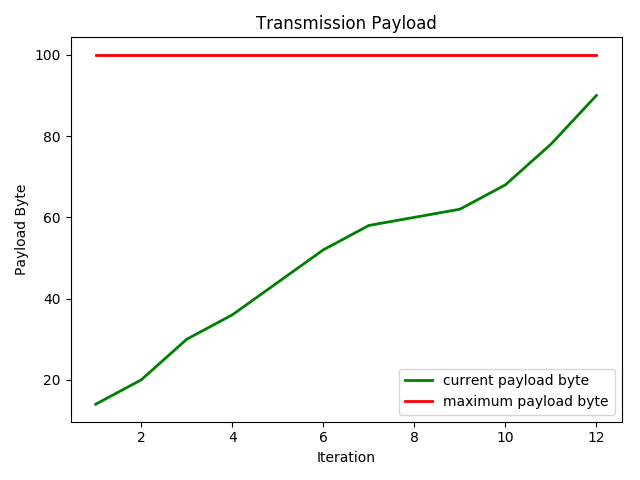 Transmission Payload
100
80
60
40
20
Payload Byte
2 4 6 8 10 12
Iteration
current payload byte
maximum payload byte